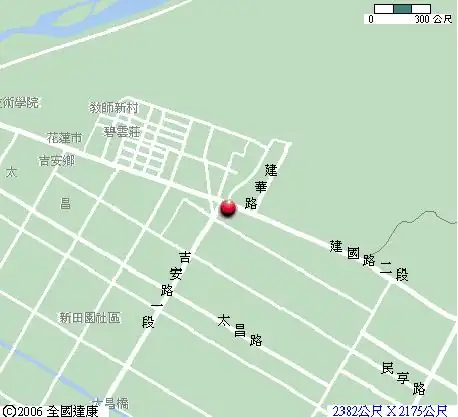 0 300 公尺
術學院
教師新村
碧雲莊
花蓮市
吉安鄉
太昌
建華路
建國路二段
吉安路一段
太昌路
新田園社區
民享路
太昌橋
©2006 全國達康
2382公尺 X 2175公尺